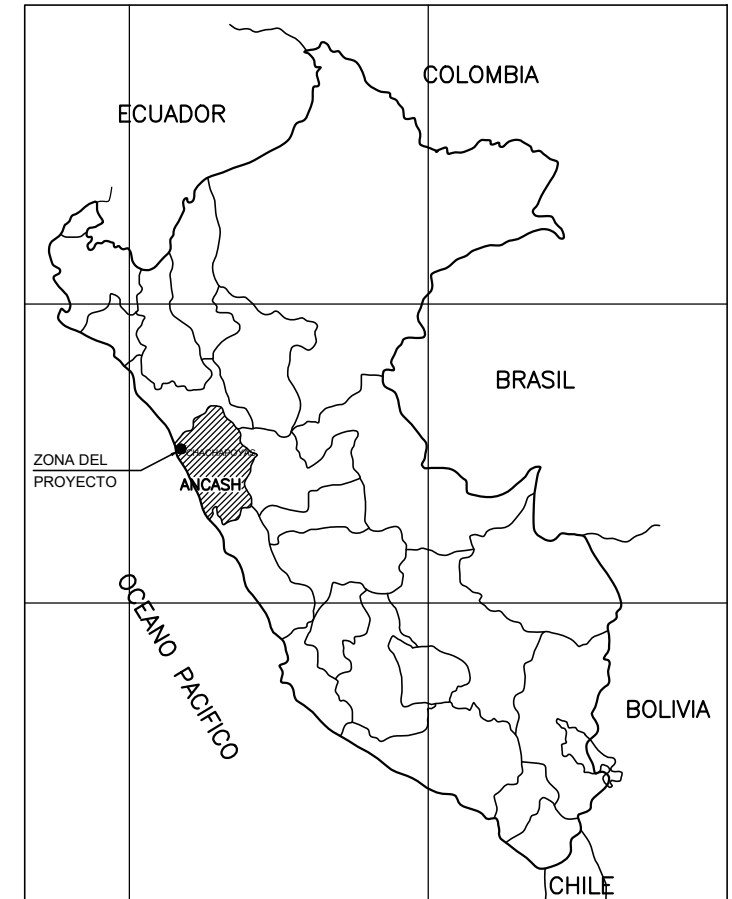 COLOMBIA
ECUADOR
BRASIL
CHACHAPOYAS
ZONA DEL
PROYECTO
ANCASH
OCEANO PACIFICO
BOLIVIA
CHILE